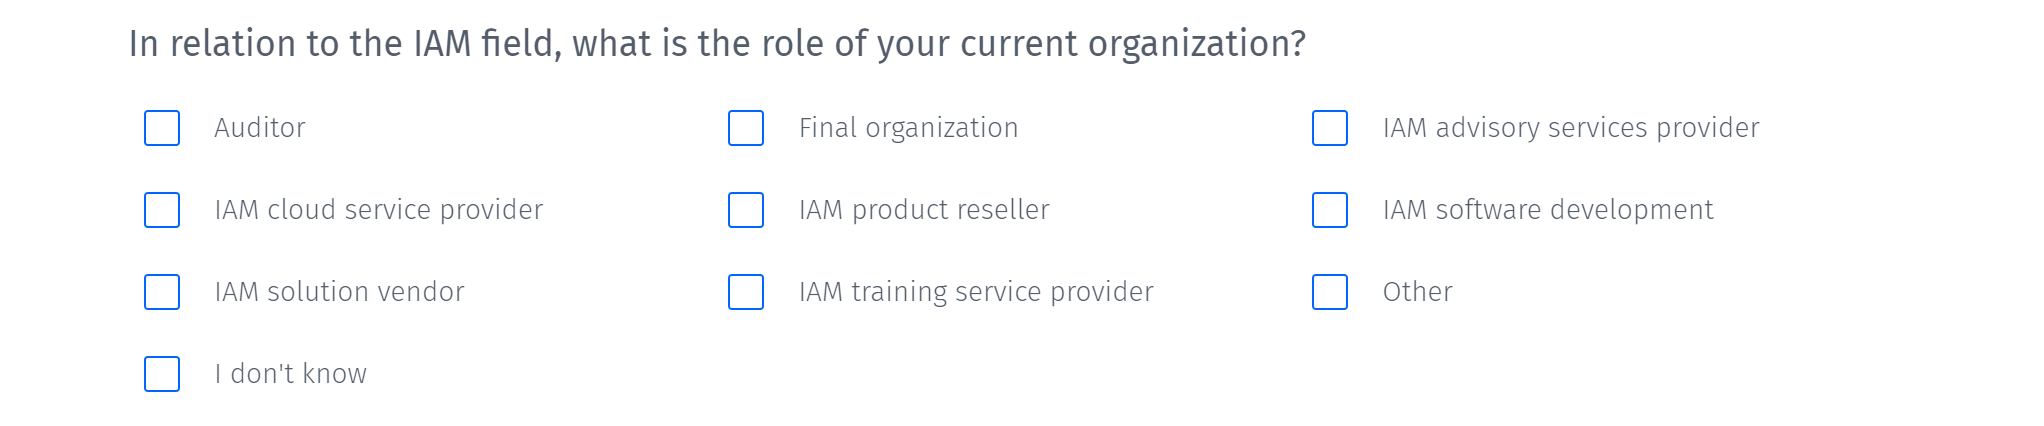 In relation to the IAM field, what is the role of your current organization?
Auditor
Final organization
IAM advisory services provider
IAM cloud service provider
IAM product reseller
IAM software development
IAM solution vendor
IAM training service provider
Other
I don't know